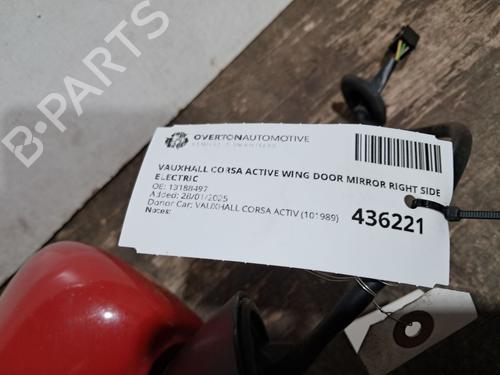 B-PARTS
OVERTONAUTOMOTIVE
VAUXHALL CORSA ACTIVE WING DOOR MIRROR RIGHT SIDE
ELECTRIC
OE: 13188497
Added: 28/01/2025
Donor Car: VAUXHALL CORSA ACTIV (101989)
Notes:
436221